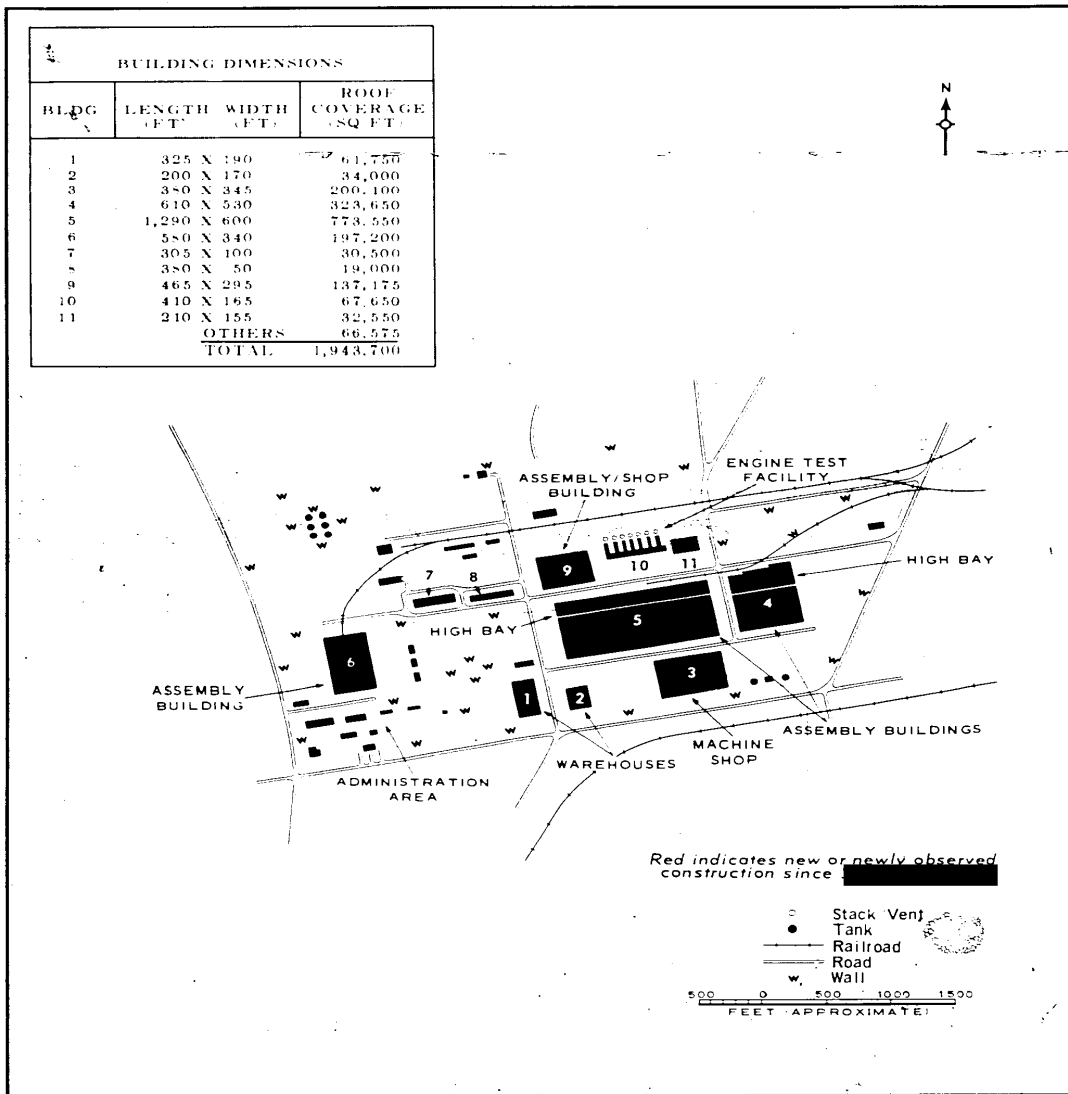 BUILDING DIMENSIONS
BLDG LENGTH (FT) WIDTH (FT) ROOF COVERAGE (SQ FT)
1 325 X 190 61,750
2 200 X 170 34,000
3 580 X 345 200,100
4 610 X 530 323,650
5 1,290 X 600 773,550
6 580 X 340 197,200
7 305 X 100 30,500
8 380 X 50 19,000
9 465 X 295 137,175
10 410 X 165 67,650
11 210 X 155 32,550
OTHERS 66,575
TOTAL 1,943,700
N
ENGINE TEST
FACILITY
ASSEMBLY/SHOP
BUILDING
HIGH BAY
7
8
9
10
11
HIGH BAY
5
4
6
3
1
2
ASSEMBLY
BUILDING
ASSEMBLY BUILDINGS
MACHINE
SHOP
WAREHOUSES
ADMINISTRATION
AREA
Red indicates new or newly observed
construction since
Stack Vent
Tank
Railroad
Road
W Wall
500 0 500 1000 1500
FEET (APPROXIMATE)